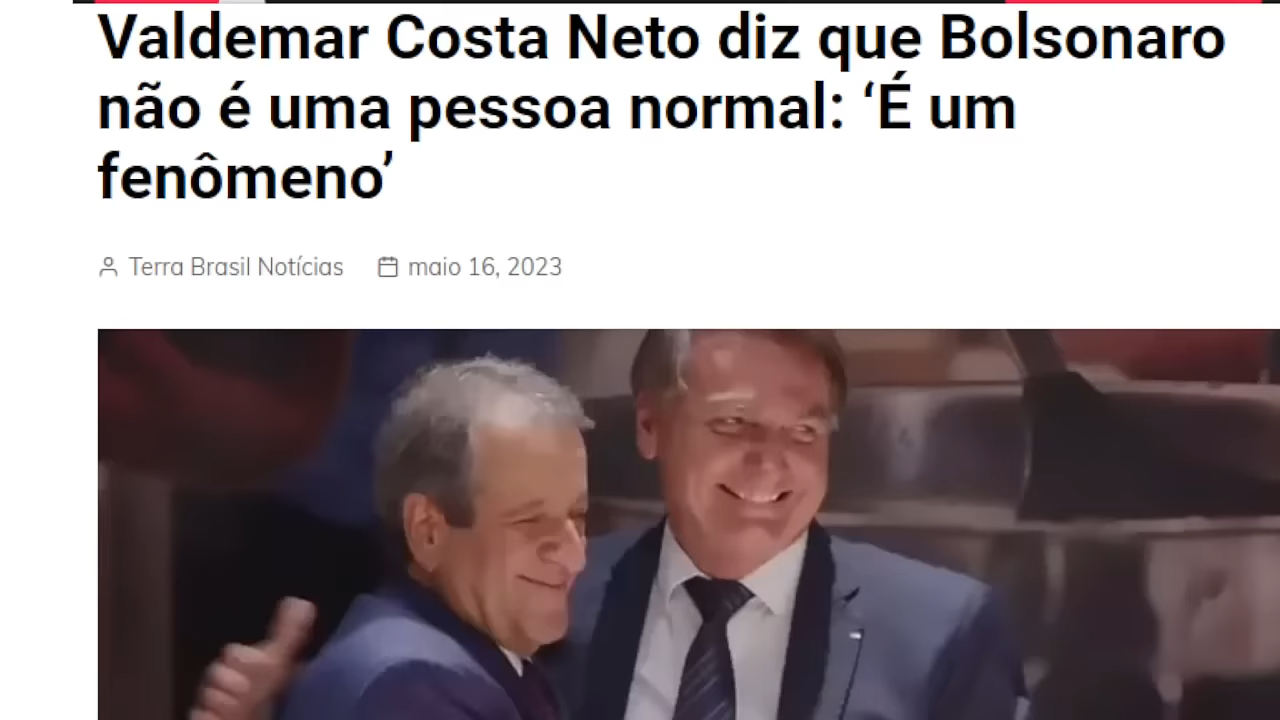 Valdemar Costa Neto diz que Bolsonaro
não é uma pessoa normal: ‘É um
fenômeno’
Terra Brasil Notícias maio 16, 2023